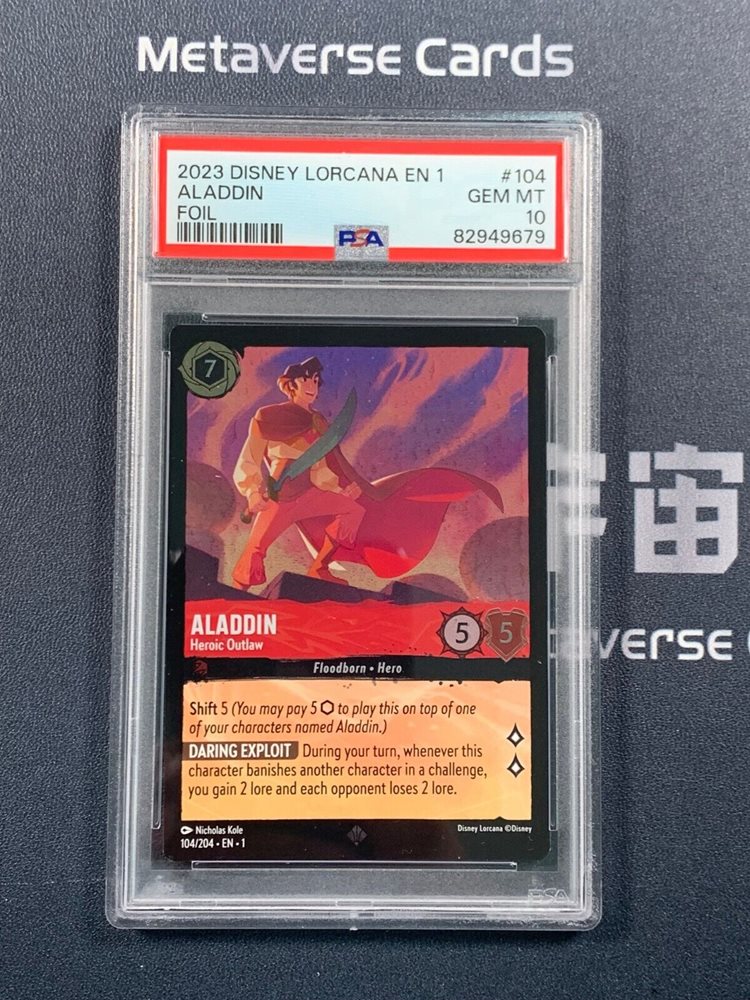 Metaverse Cards
2023 DISNEY LORCANA EN 1 #104
ALADDIN GEM MT
FOIL 10
PSA 82949679
7
ALADDIN
Heroic Outlaw
5 5
Floodborn • Hero
Shift 5 (You may pay 5 ⬡ to play this on top of one
of your characters named Aladdin.)
DARING EXPLOIT During your turn, whenever this
character banishes another character in a challenge,
you gain 2 lore and each opponent loses 2 lore.
Nicholas Kole
Disney Lorcana ©Disney
104/204 • EN • 1
PSA
宙